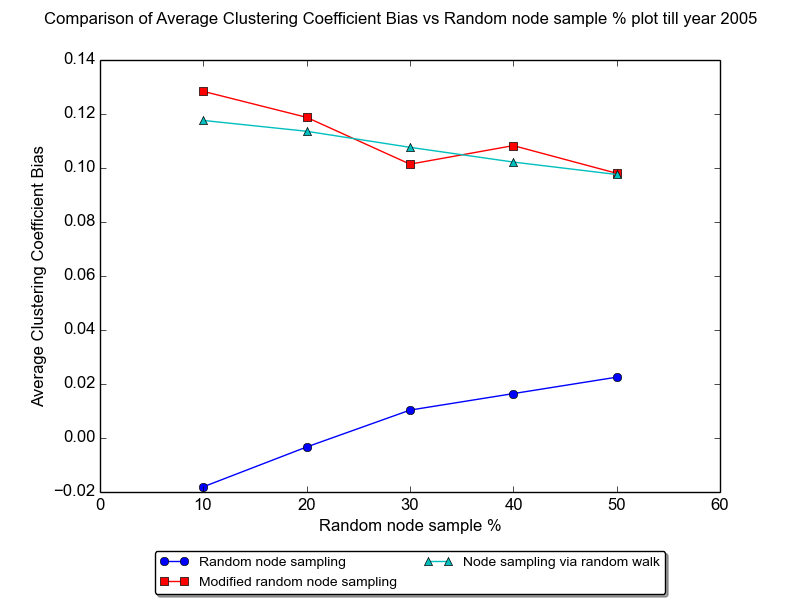 Comparison of Average Clustering Coefficient Bias vs Random node sample % plot till year 2005
0.14
0.12
0.10
0.08
0.06
0.04
0.02
0.00
−0.02
Average Clustering Coefficient Bias
0 10 20 30 40 50 60
Random node sample %
Random node sampling
Modified random node sampling
Node sampling via random walk